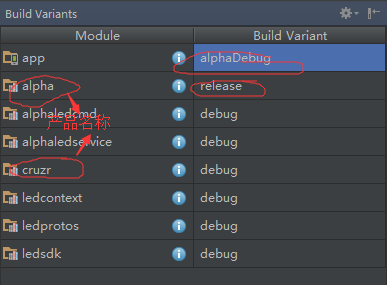 Build Variants
Module Build Variant
app alphaDebug
alpha release
alphaledcmd debug
产品名称
alphaledservice debug
cruzr debug
ledcontext debug
ledprotos debug
ledsdk debug